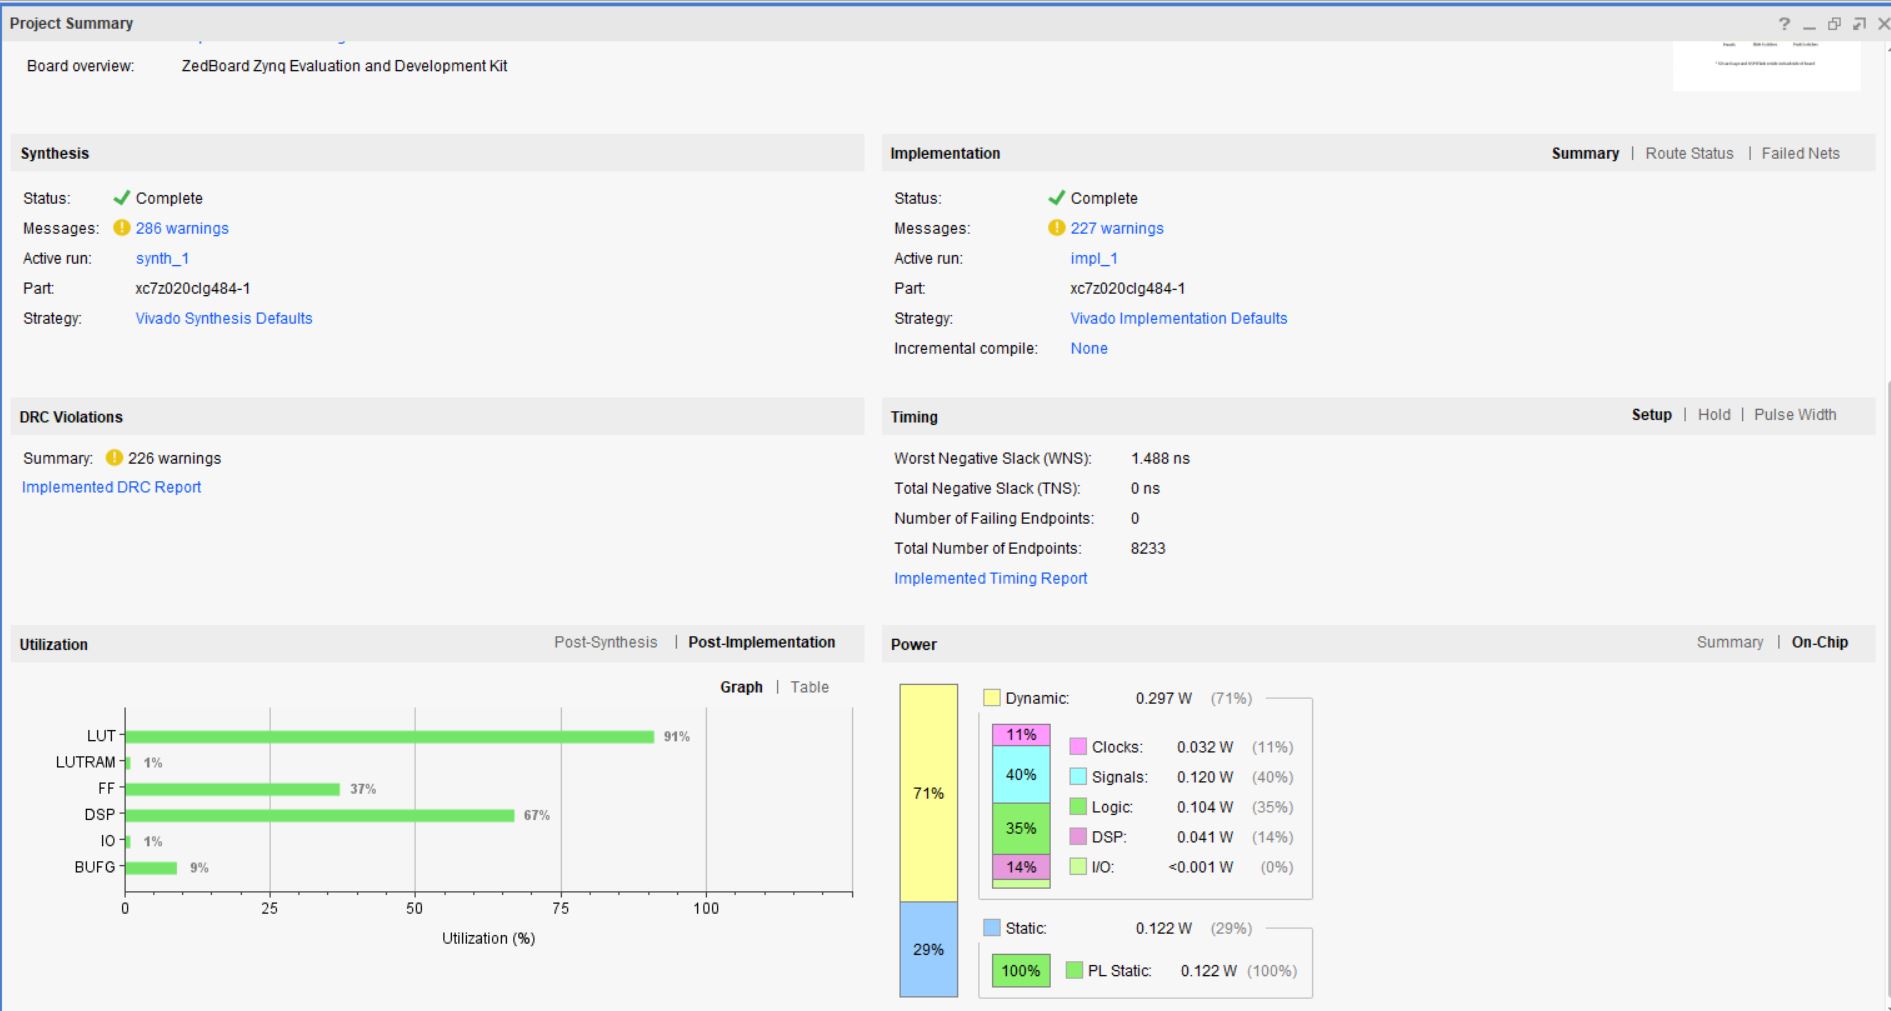 Project Summary
Board overview: ZedBoard Zynq Evaluation and Development Kit
Synthesis
Status: Complete
Messages: 286 warnings
Active run: synth_1
Part: xc7z020clg484-1
Strategy: Vivado Synthesis Defaults
Implementation Summary | Route Status | Failed Nets
Status: Complete
Messages: 227 warnings
Active run: impl_1
Part: xc7z020clg484-1
Strategy: Vivado Implementation Defaults
Incremental compile: None
DRC Violations
Summary: 226 warnings
Implemented DRC Report
Timing Setup | Hold | Pulse Width
Worst Negative Slack (WNS): 1.488 ns
Total Negative Slack (TNS): 0 ns
Number of Failing Endpoints: 0
Total Number of Endpoints: 8233
Implemented Timing Report
Utilization Post-Synthesis | Post-Implementation
Graph | Table
LUT 91%
LUTRAM 1%
FF 37%
DSP 67%
IO 1%
BUFG 9%
0 25 50 75 100
Utilization (%)
Power Summary | On-Chip
71%
29%
Dynamic: 0.297 W (71%)
11%
40%
35%
14%
Clocks: 0.032 W (11%)
Signals: 0.120 W (40%)
Logic: 0.104 W (35%)
DSP: 0.041 W (14%)
I/O: <0.001 W (0%)
Static: 0.122 W (29%)
100% PL Static: 0.122 W (100%)